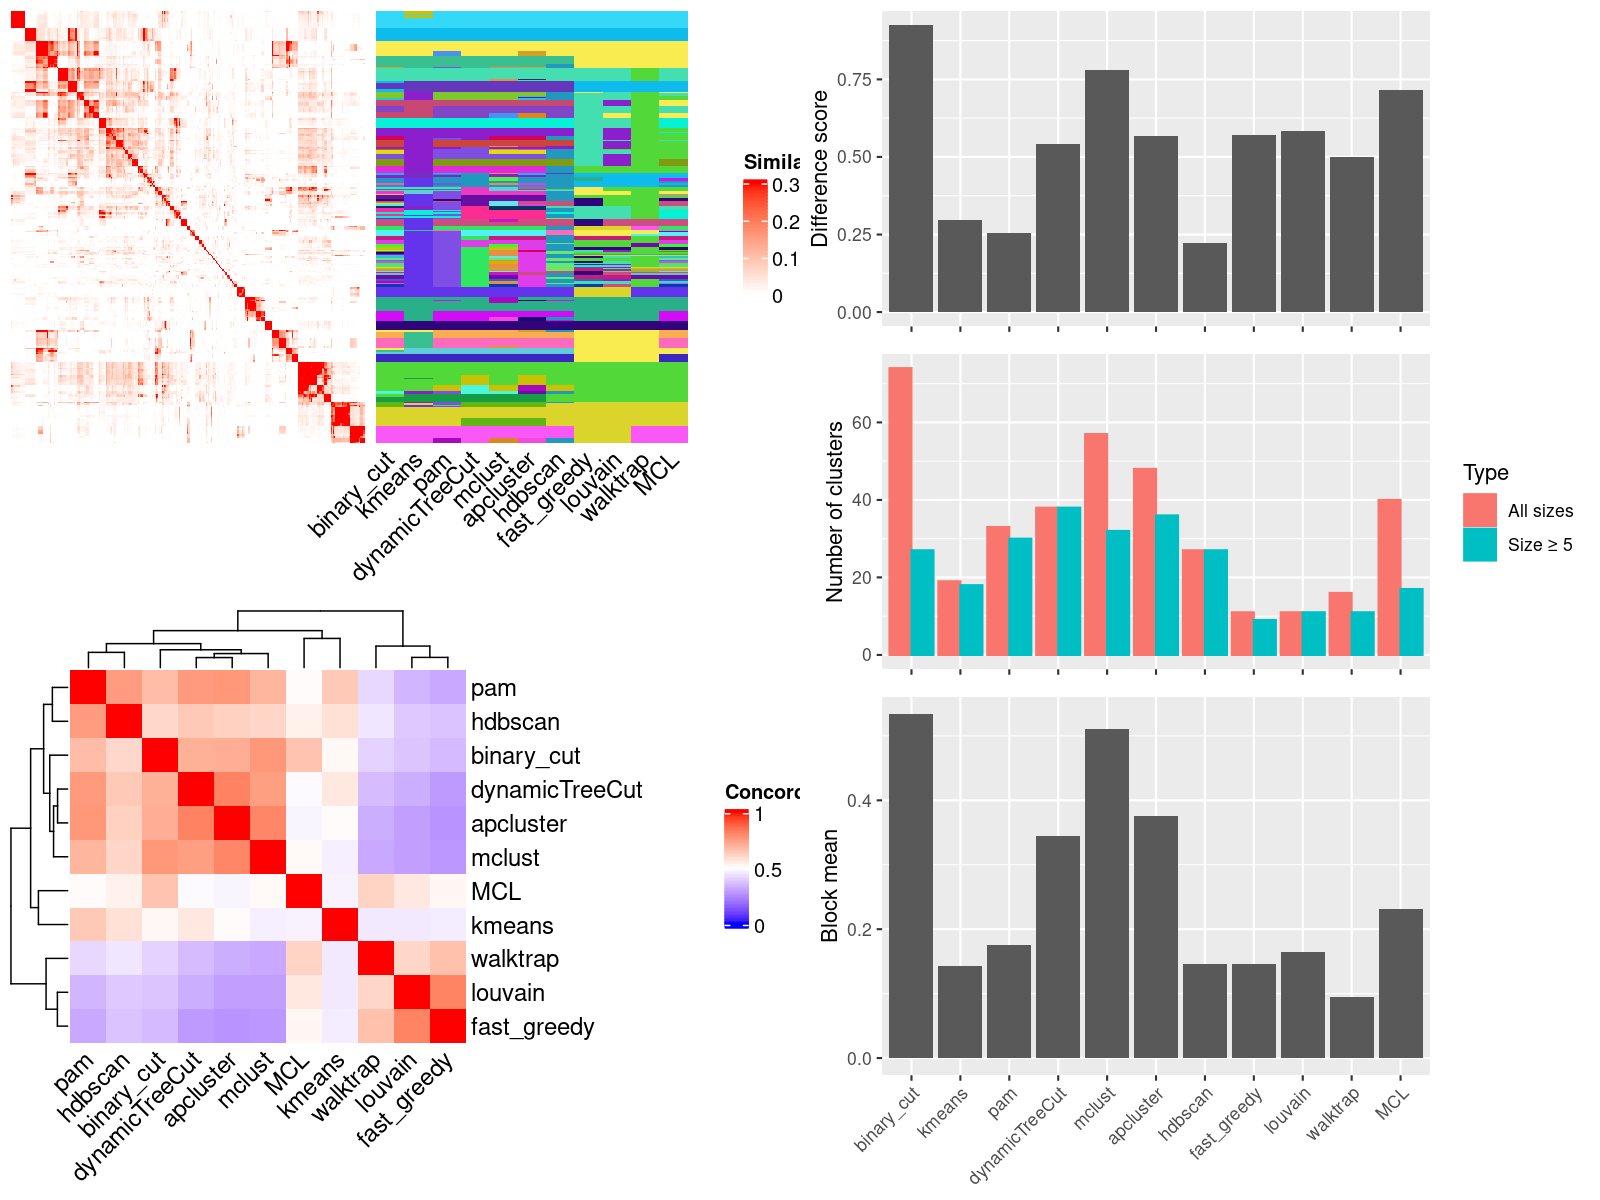 Simila
0.3
0.2
0.1
0
binary_cut
kmeans
pam
dynamicTreeCut
mclust
apcluster
hdbscan
fast_greedy
louvain
walktrap
MCL
pam
hdbscan
binary_cut
dynamicTreeCut
apcluster
mclust
MCL
kmeans
walktrap
louvain
fast_greedy
pam
hdbscan
binary_cut
dynamicTreeCut
apcluster
mclust
MCL
kmeans
walktrap
louvain
fast_greedy
Concord
1
0.5
0
Difference score
0.75
0.50
0.25
0.00
Number of clusters
60
40
20
0
Type
All sizes
Size ≥ 5
Block mean
0.4
0.2
0.0
binary_cut
kmeans
pam
dynamicTreeCut
mclust
apcluster
hdbscan
fast_greedy
louvain
walktrap
MCL